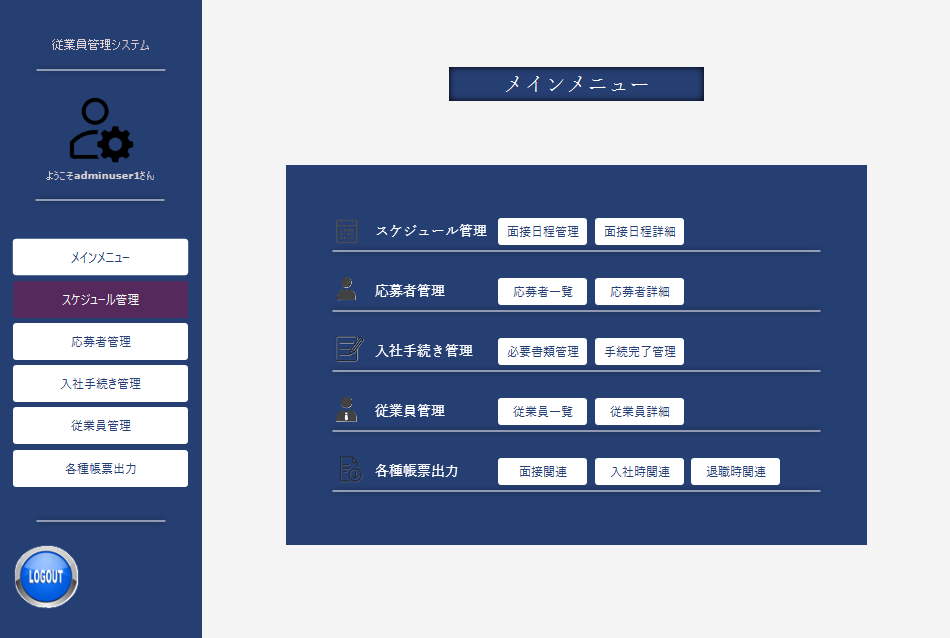 従業員管理システム
ようこそadminuser1さん
メインメニュー
スケジュール管理
応募者管理
入社手続き管理
従業員管理
各種帳票出力
LOGOUT
メインメニュー
スケジュール管理 面接日程管理 面接日程詳細
応募者管理 応募者一覧 応募者詳細
入社手続き管理 必要書類管理 手続完了管理
従業員管理 従業員一覧 従業員詳細
各種帳票出力 面接関連 入社時関連 退職時関連